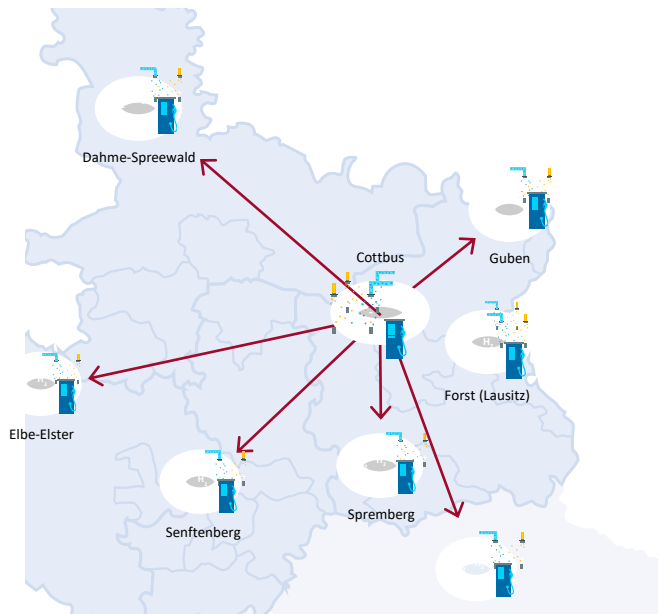 Dahme-Spreewald
Cottbus
Guben
Forst (Lausitz)
Elbe-Elster
Senftenberg
Spremberg